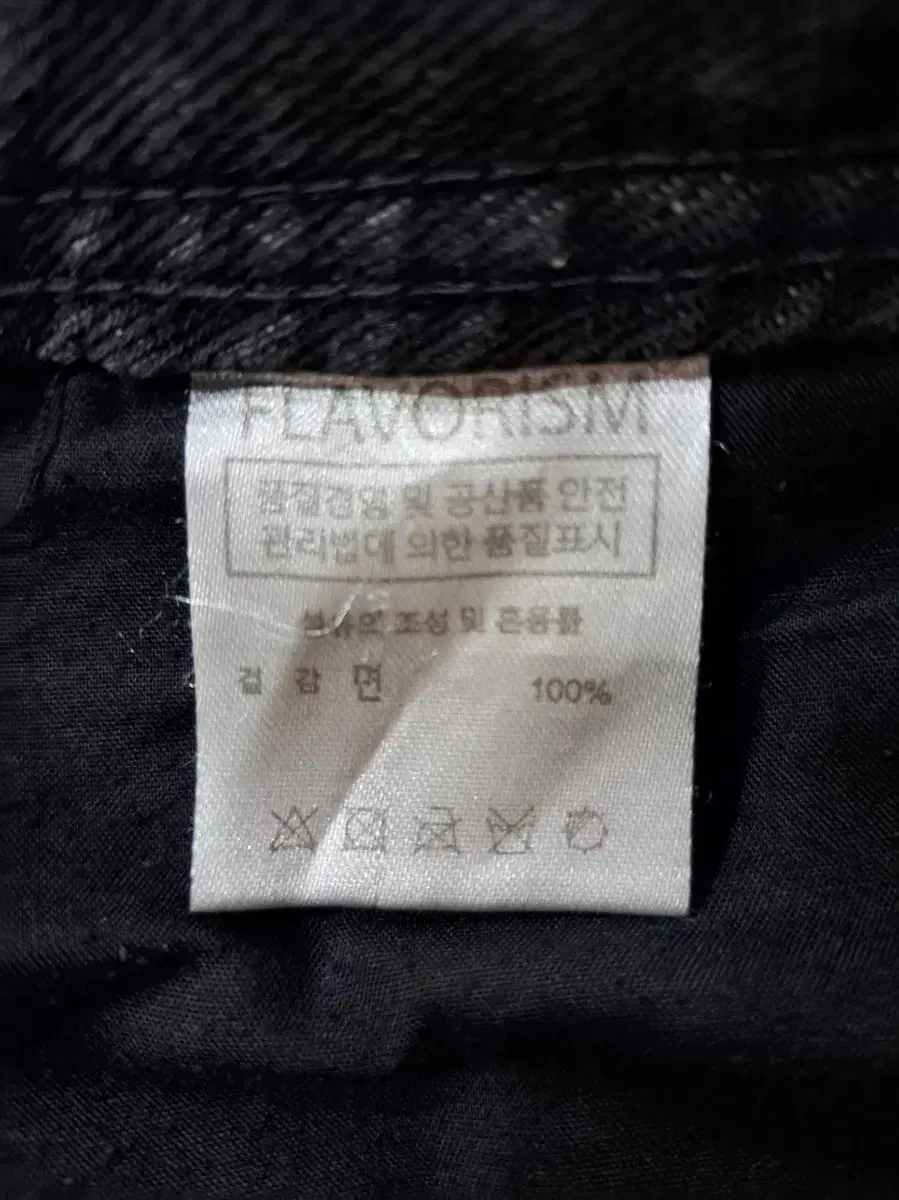 FLAVORISM
품질경영 및 공산품 안전
관리법에 의한 품질표시
섬유의 조성 및 혼용률
겉 감 면 100%